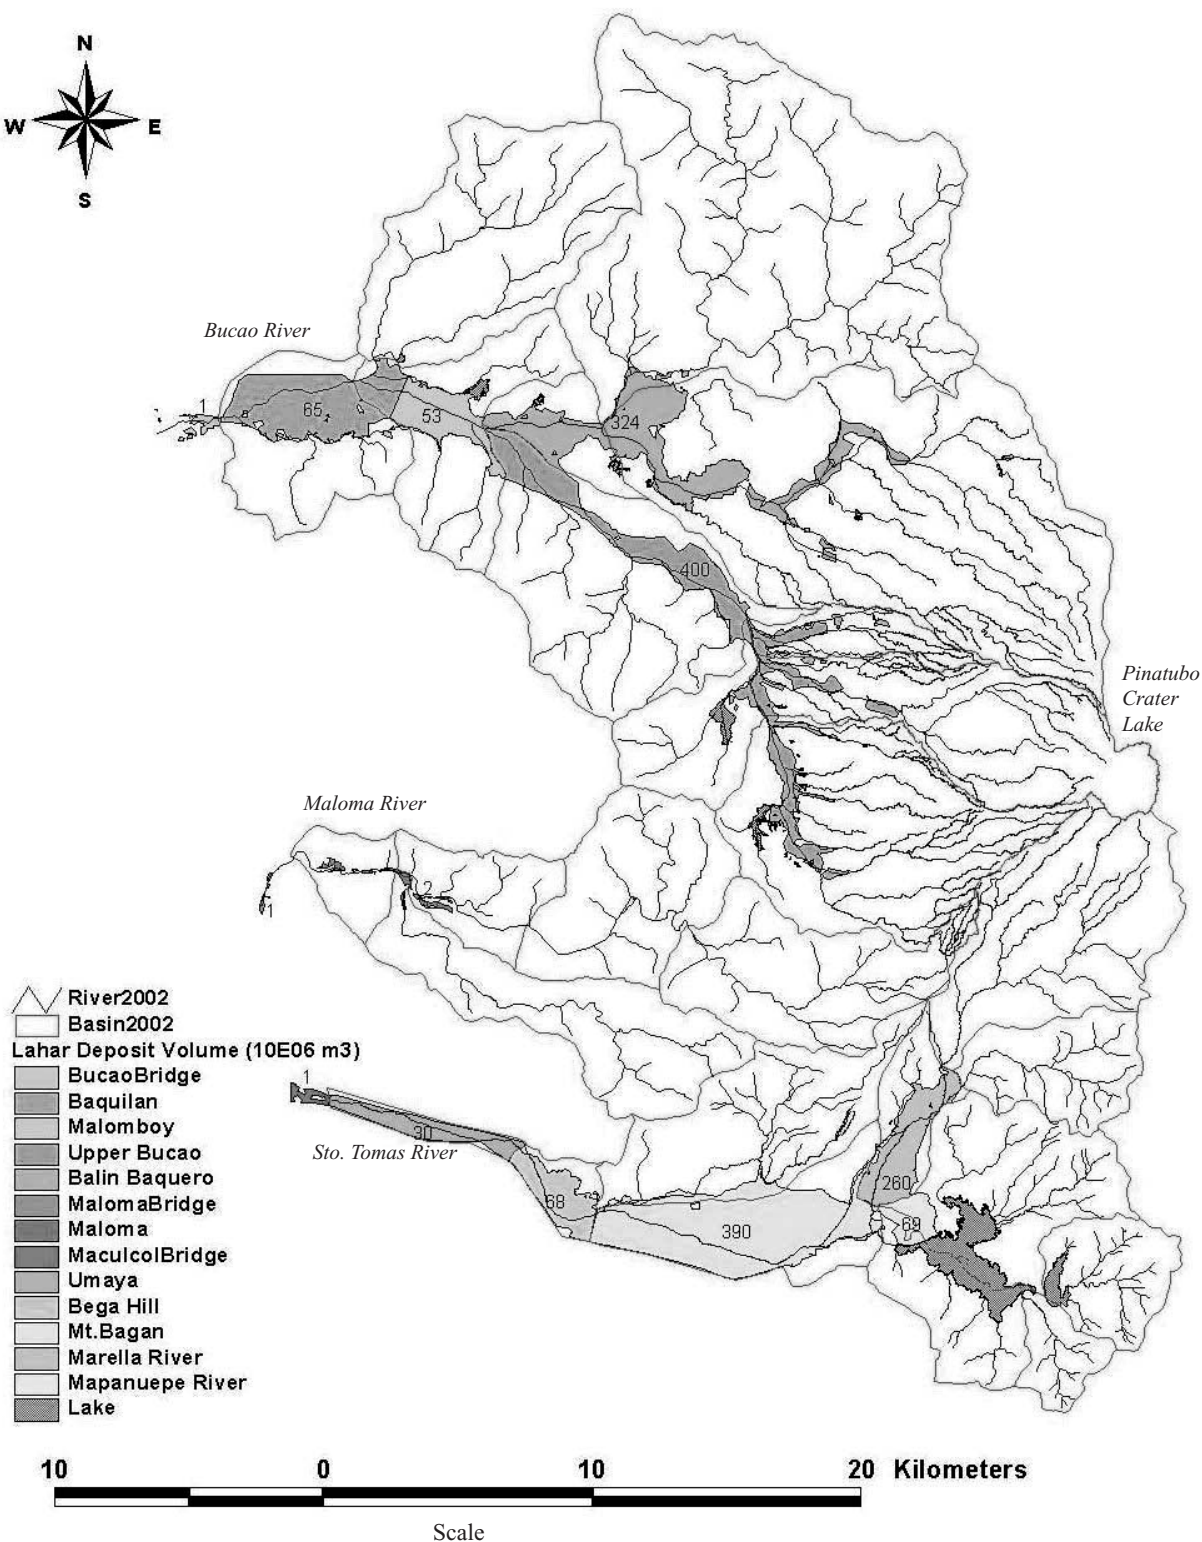 N
W
E
S
Bucao River
1
65
53
324
400
Pinatubo
Crater
Lake
Maloma River
2
1
River2002
Basin2002
Lahar Deposit Volume (10E06 m3)
BucaoBridge
Baquilan
Malomboy
Upper Bucao
Balin Baquero
MalomaBridge
Maloma
MaculcolBridge
Umaya
Bega Hill
Mt.Bagan
Marella River
Mapanuepe River
Lake
1
30
Sto. Tomas River
68
390
260
69
10
0
10
20 Kilometers
Scale